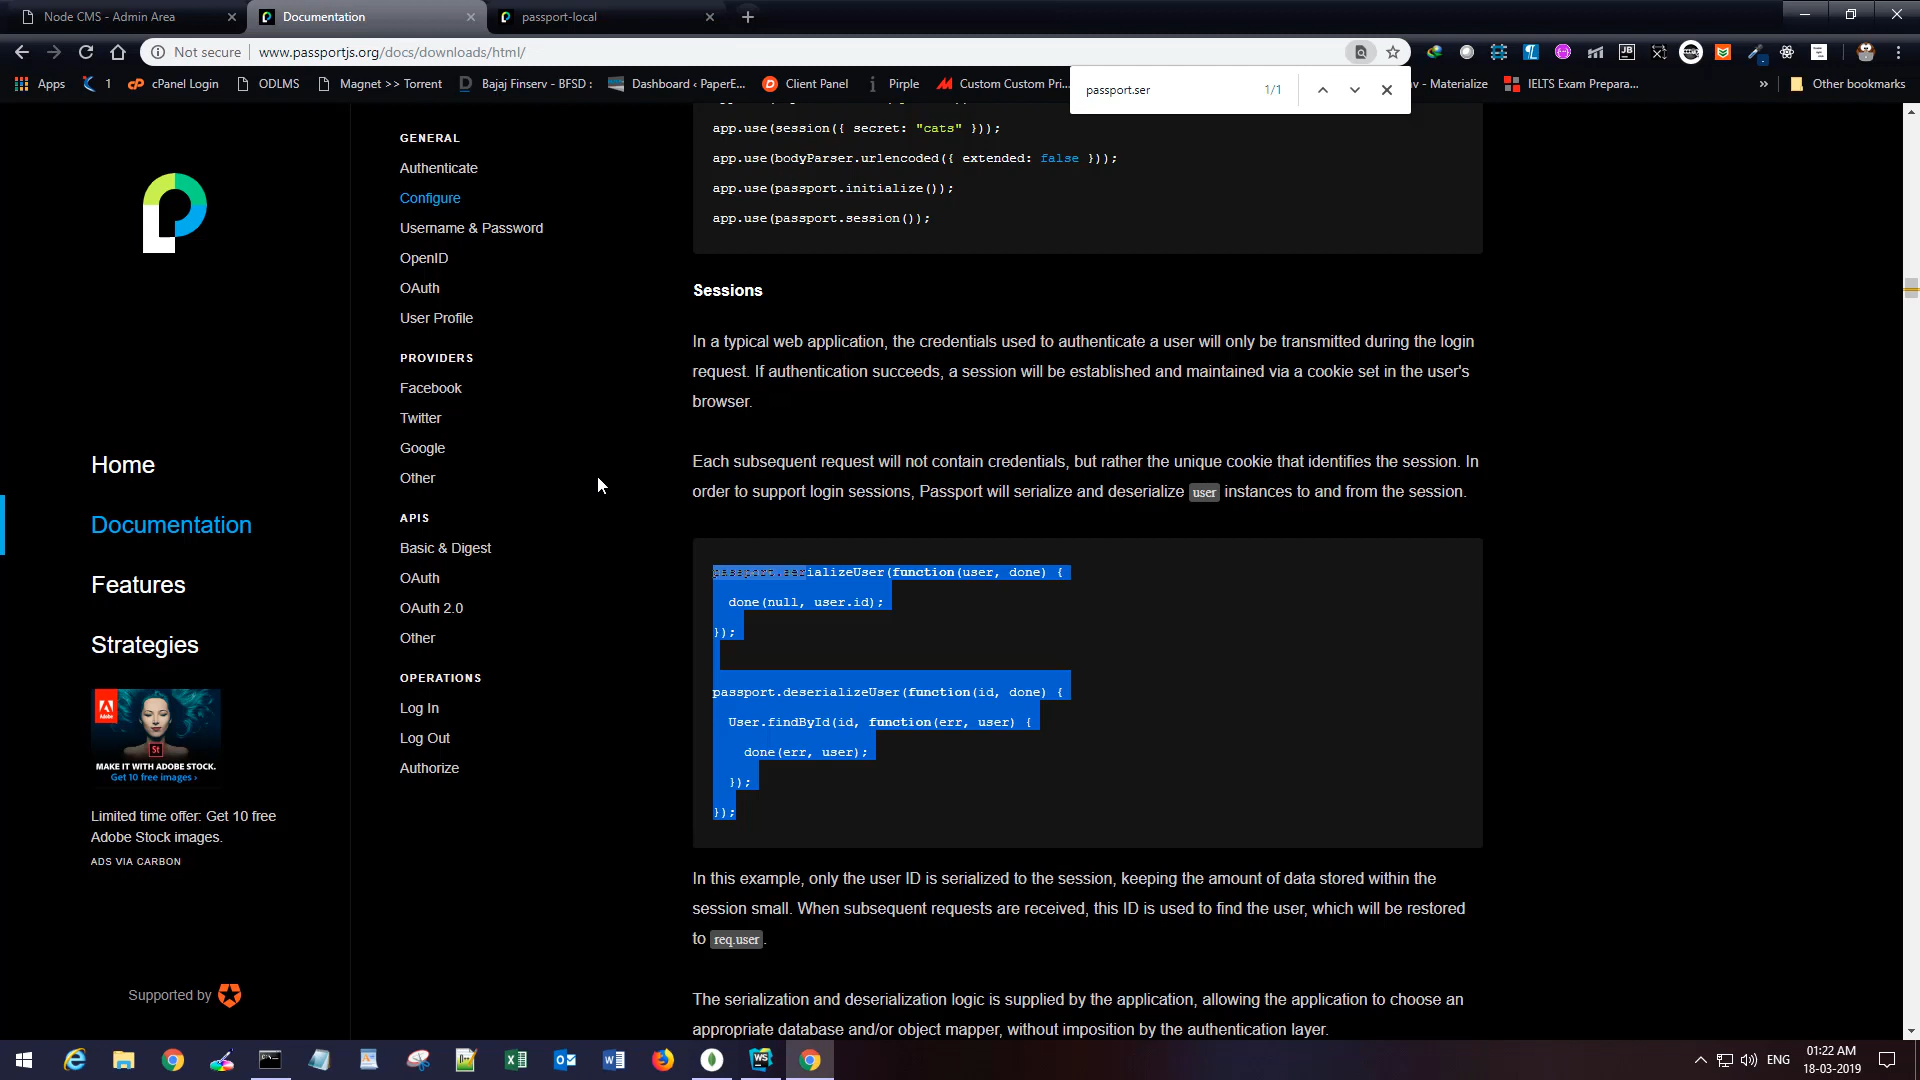 Node CMS - Admin Area
Documentation
passport-local
Not secure
www.passportjs.org/docs/downloads/html/
Apps
1
cPanel Login
ODLMS
Magnet >> Torrent
Bajaj Finserv - BFSD :
Dashboard ‹ PaperE...
Client Panel
Pirple
Custom Custom Pri...
v - Materialize
IELTS Exam Prepara...
»
Other bookmarks
passport.ser
1/1
GENERAL
Authenticate
Configure
Username & Password
OpenID
OAuth
User Profile
PROVIDERS
Facebook
Twitter
Google
Other
APIS
Basic & Digest
OAuth
OAuth 2.0
Other
OPERATIONS
Log In
Log Out
Authorize
Home
Documentation
Features
Strategies
St
MAKE IT WITH ADOBE STOCK.
Get 10 free images ›
Limited time offer: Get 10 free
Adobe Stock images.
ADS VIA CARBON
Supported by
app.use(session({ secret: "cats" }));
app.use(bodyParser.urlencoded({ extended: false }));
app.use(passport.initialize());
app.use(passport.session());
Sessions
In a typical web application, the credentials used to authenticate a user will only be transmitted during the login
request. If authentication succeeds, a session will be established and maintained via a cookie set in the user's
browser.
Each subsequent request will not contain credentials, but rather the unique cookie that identifies the session. In
order to support login sessions, Passport will serialize and deserialize user instances to and from the session.
passport.serializeUser(function(user, done) {
done(null, user.id);
});
passport.deserializeUser(function(id, done) {
User.findById(id, function(err, user) {
done(err, user);
});
});
In this example, only the user ID is serialized to the session, keeping the amount of data stored within the
session small. When subsequent requests are received, this ID is used to find the user, which will be restored
to req.user.
The serialization and deserialization logic is supplied by the application, allowing the application to choose an
appropriate database and/or object mapper, without imposition by the authentication layer.
ENG
01:22 AM
18-03-2019